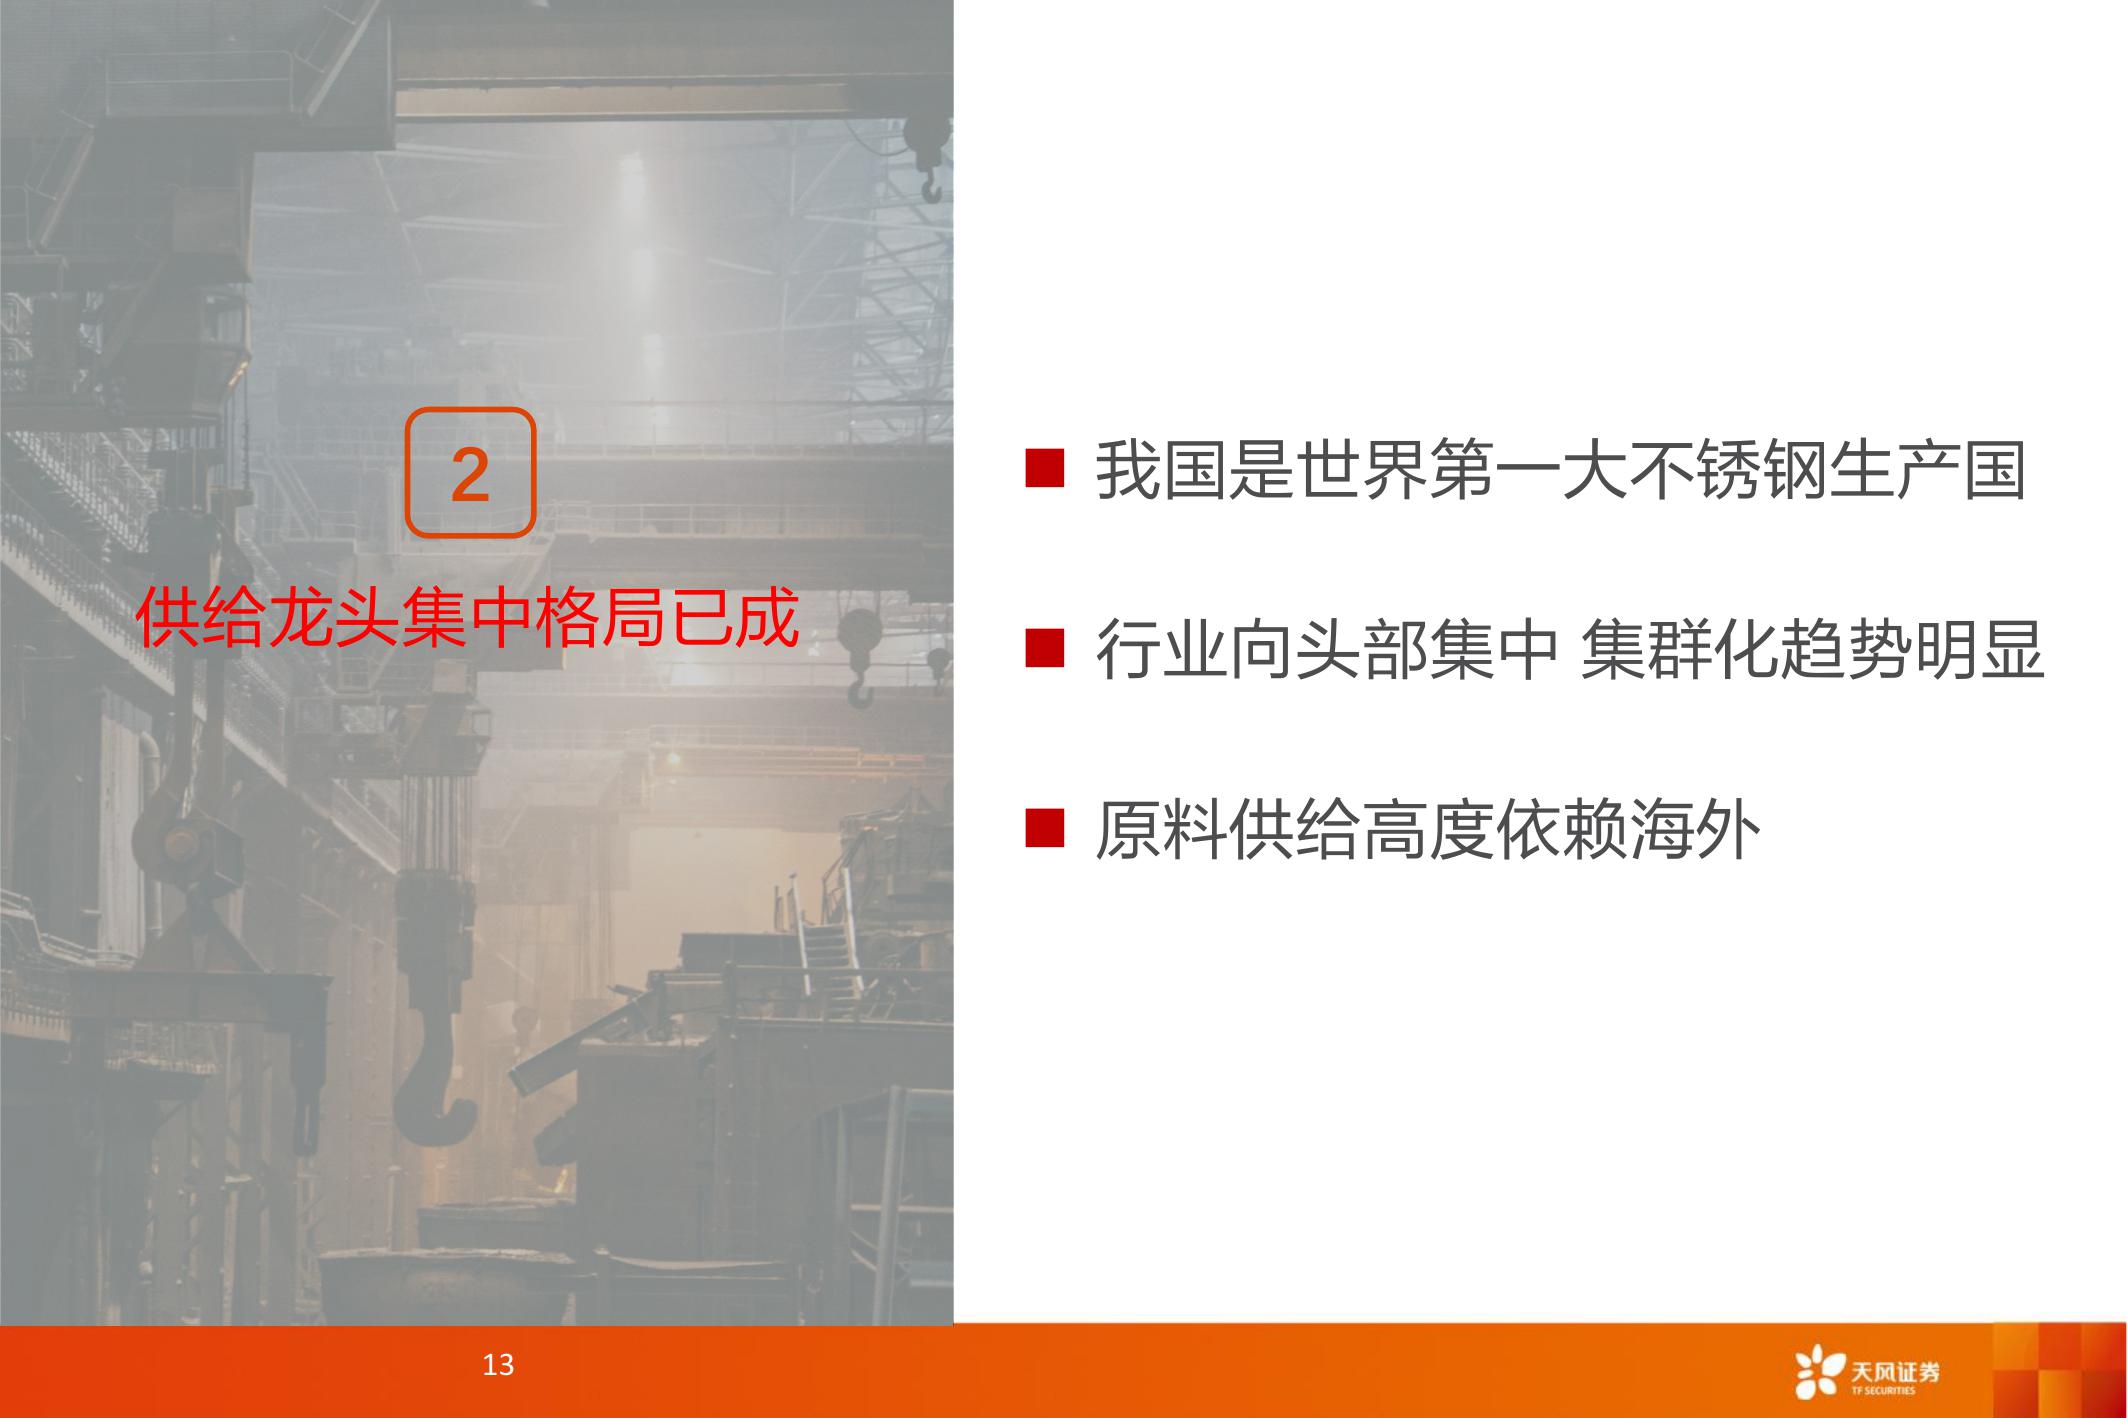 2
供给龙头集中格局已成
我国是世界第一大不锈钢生产国
行业向头部集中 集群化趋势明显
原料供给高度依赖海外
13
天风证券
TF SECURITIES